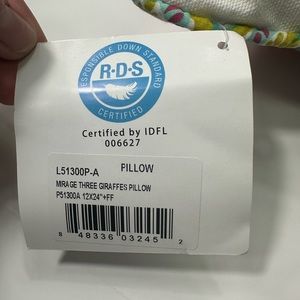 RESPONSIBLE DOWN STANDARD
R·D·S
CERTIFIED
Certified by IDFL
006627
L51300P-A PILLOW
MIRAGE THREE GIRAFFES PILLOW
P51300A 12X24"+FF
8 48336 03245 2